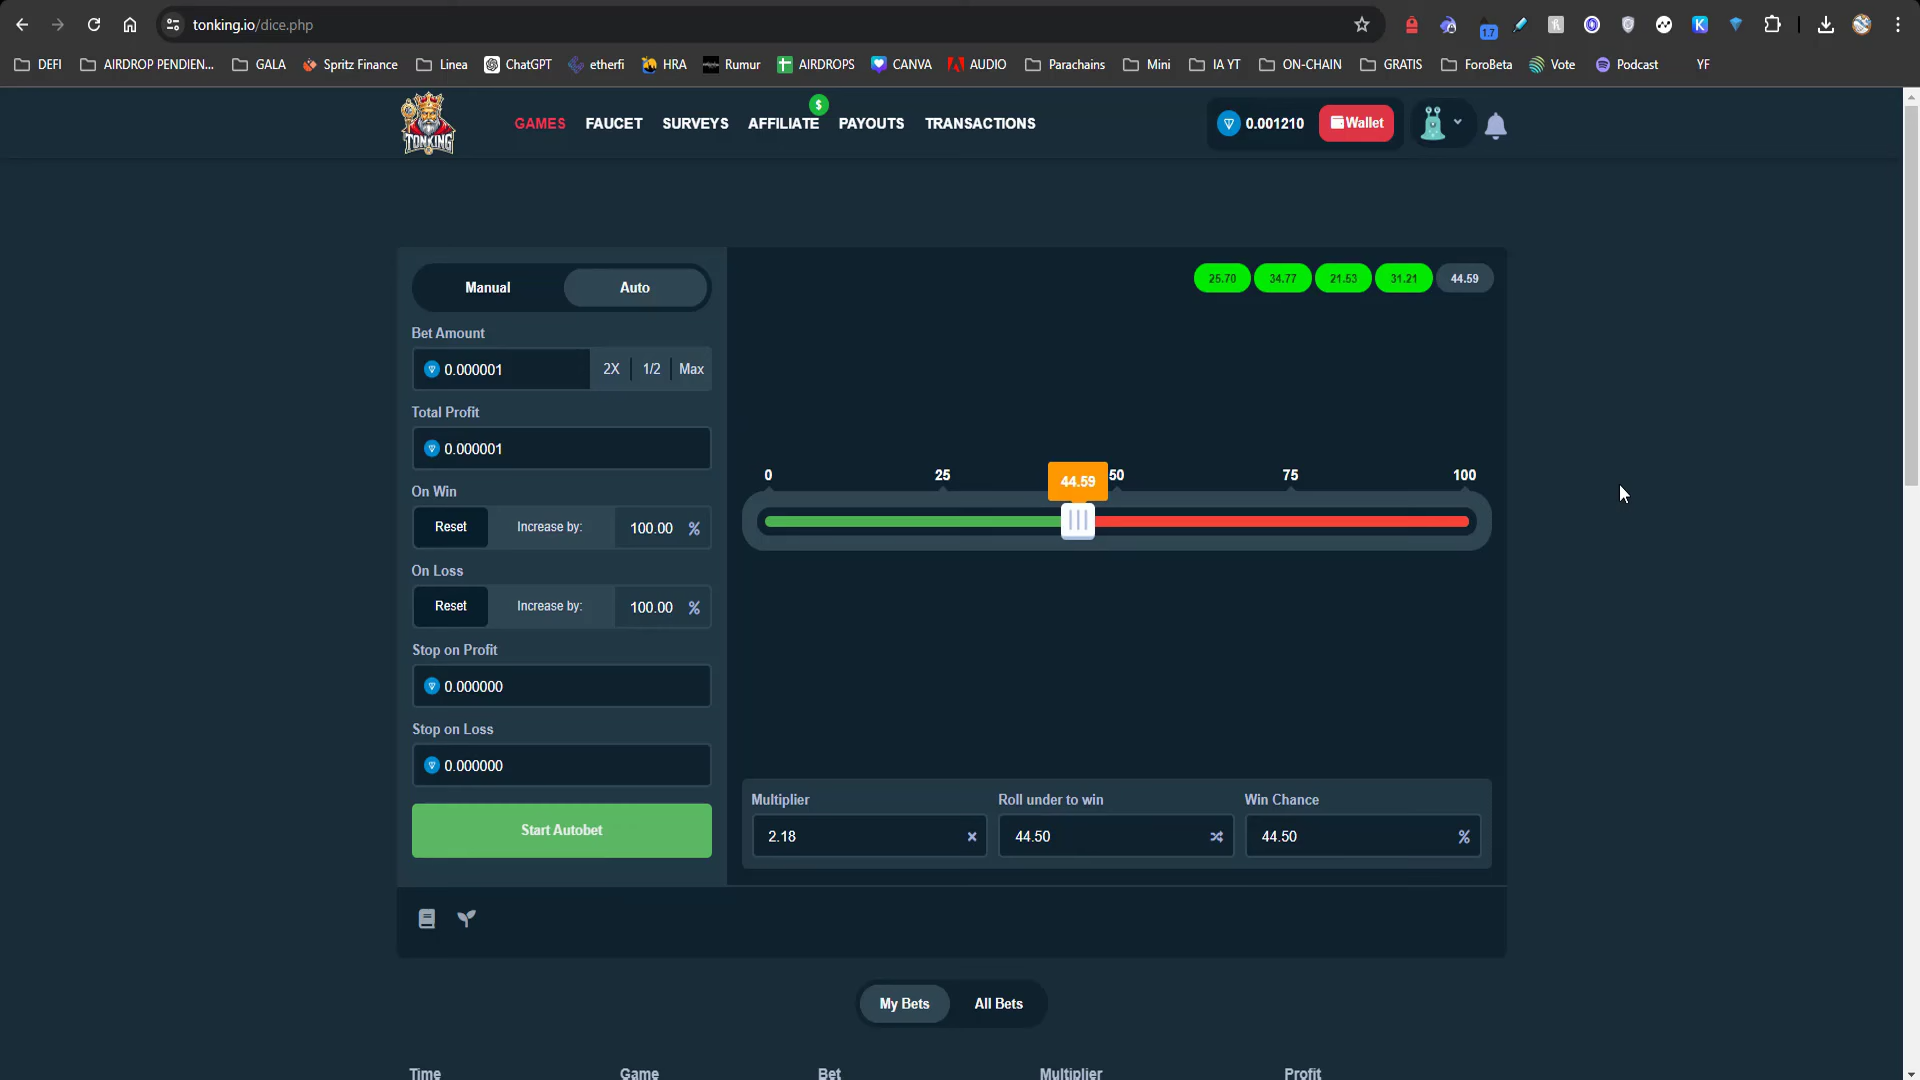 tonking.io/dice.php
1.7
DEFI
AIRDROP PENDIEN...
GALA
Spritz Finance
Linea
ChatGPT
etherfi
HRA
Rumur
AIRDROPS
CANVA
AUDIO
Parachains
Mini
IA YT
ON-CHAIN
GRATIS
ForoBeta
Vote
Podcast
YF
TONKING
GAMES
FAUCET
SURVEYS
AFFILIATE
$
PAYOUTS
TRANSACTIONS
0.001210
Wallet
Manual
Auto
25.70
34.77
21.53
31.21
44.59
Bet Amount
0.000001
2X
1/2
Max
Total Profit
0.000001
On Win
Reset
Increase by:
100.00 %
On Loss
Reset
Increase by:
100.00 %
Stop on Profit
0.000000
Stop on Loss
0.000000
Start Autobet
0
25
44.59
50
75
100
Multiplier
2.18
Roll under to win
44.50
Win Chance
44.50 %
My Bets
All Bets
Time
Game
Bet
Multiplier
Profit